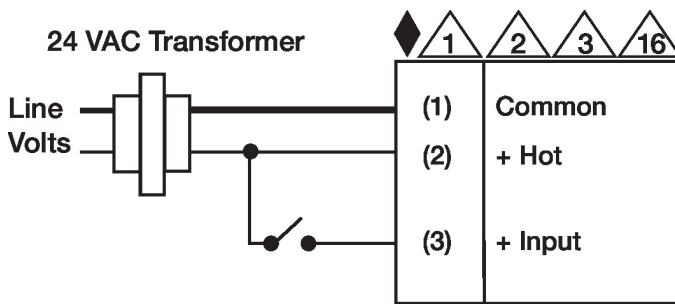 24 VAC Transformer
1 2 3 16
Line
Volts
(1) Common
(2) + Hot
(3) + Input